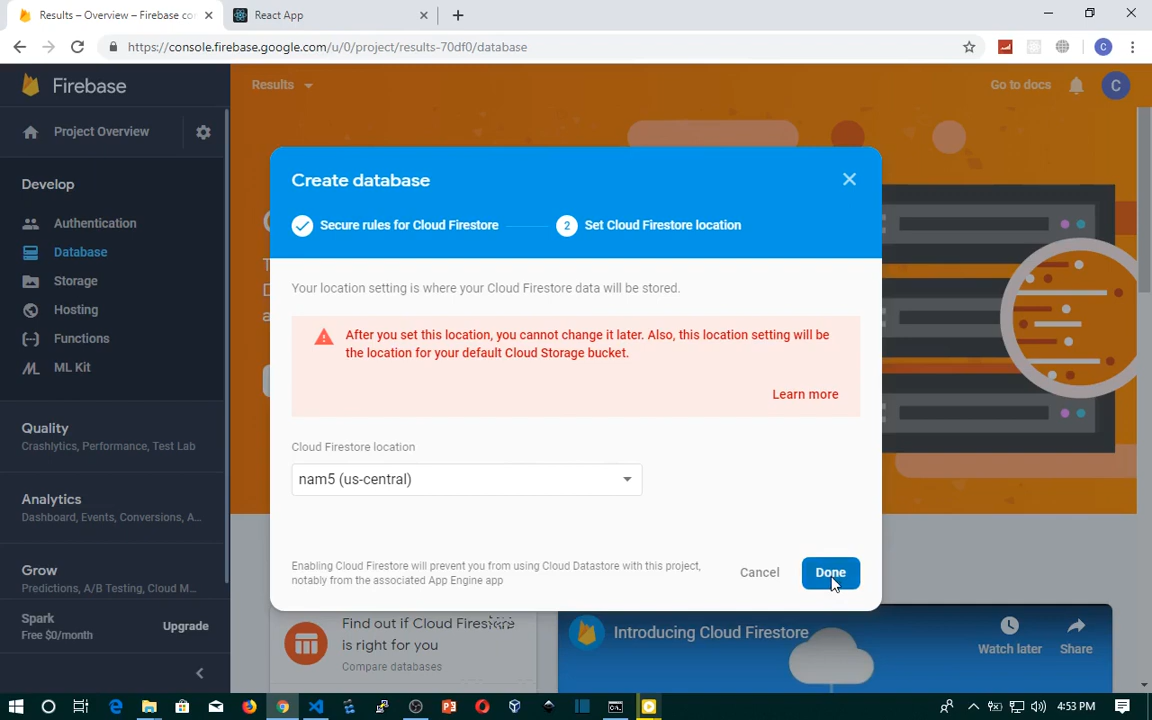 Results – Overview – Firebase co
React App
https://console.firebase.google.com/u/0/project/results-70df0/database
C
Firebase
Results
Go to docs
C
Project Overview
Develop
Authentication
Database
Storage
Hosting
Functions
ML Kit
Quality
Crashlytics, Performance, Test Lab
Analytics
Dashboard, Events, Conversions, A...
Grow
Predictions, A/B Testing, Cloud M...
Spark
Free $0/month
Upgrade
Create database
Secure rules for Cloud Firestore
2
Set Cloud Firestore location
Your location setting is where your Cloud Firestore data will be stored.
After you set this location, you cannot change it later. Also, this location setting will be
the location for your default Cloud Storage bucket.
Learn more
Cloud Firestore location
nam5 (us-central)
Enabling Cloud Firestore will prevent you from using Cloud Datastore with this project,
notably from the associated App Engine app
Cancel
Done
Find out if Cloud Firestore
is right for you
Compare databases
Introducing Cloud Firestore
Watch later
Share
4:53 PM